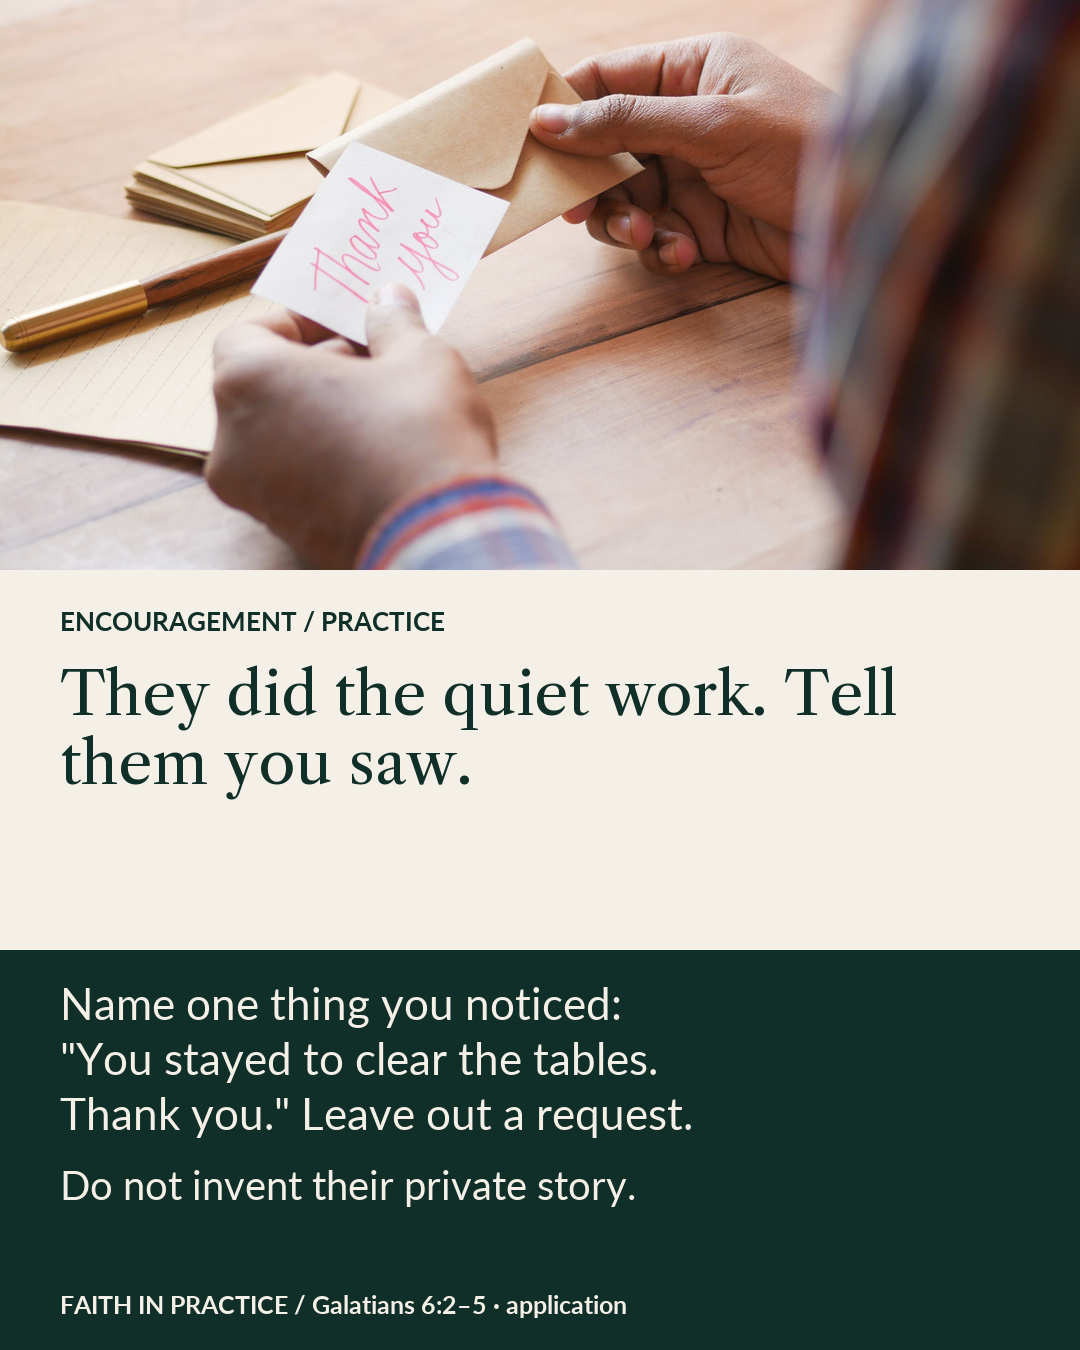 Thank
you
ENCOURAGEMENT / PRACTICE
They did the quiet work. Tell
them you saw.
Name one thing you noticed:
"You stayed to clear the tables.
Thank you." Leave out a request.
Do not invent their private story.
FAITH IN PRACTICE / Galatians 6:2–5 · application